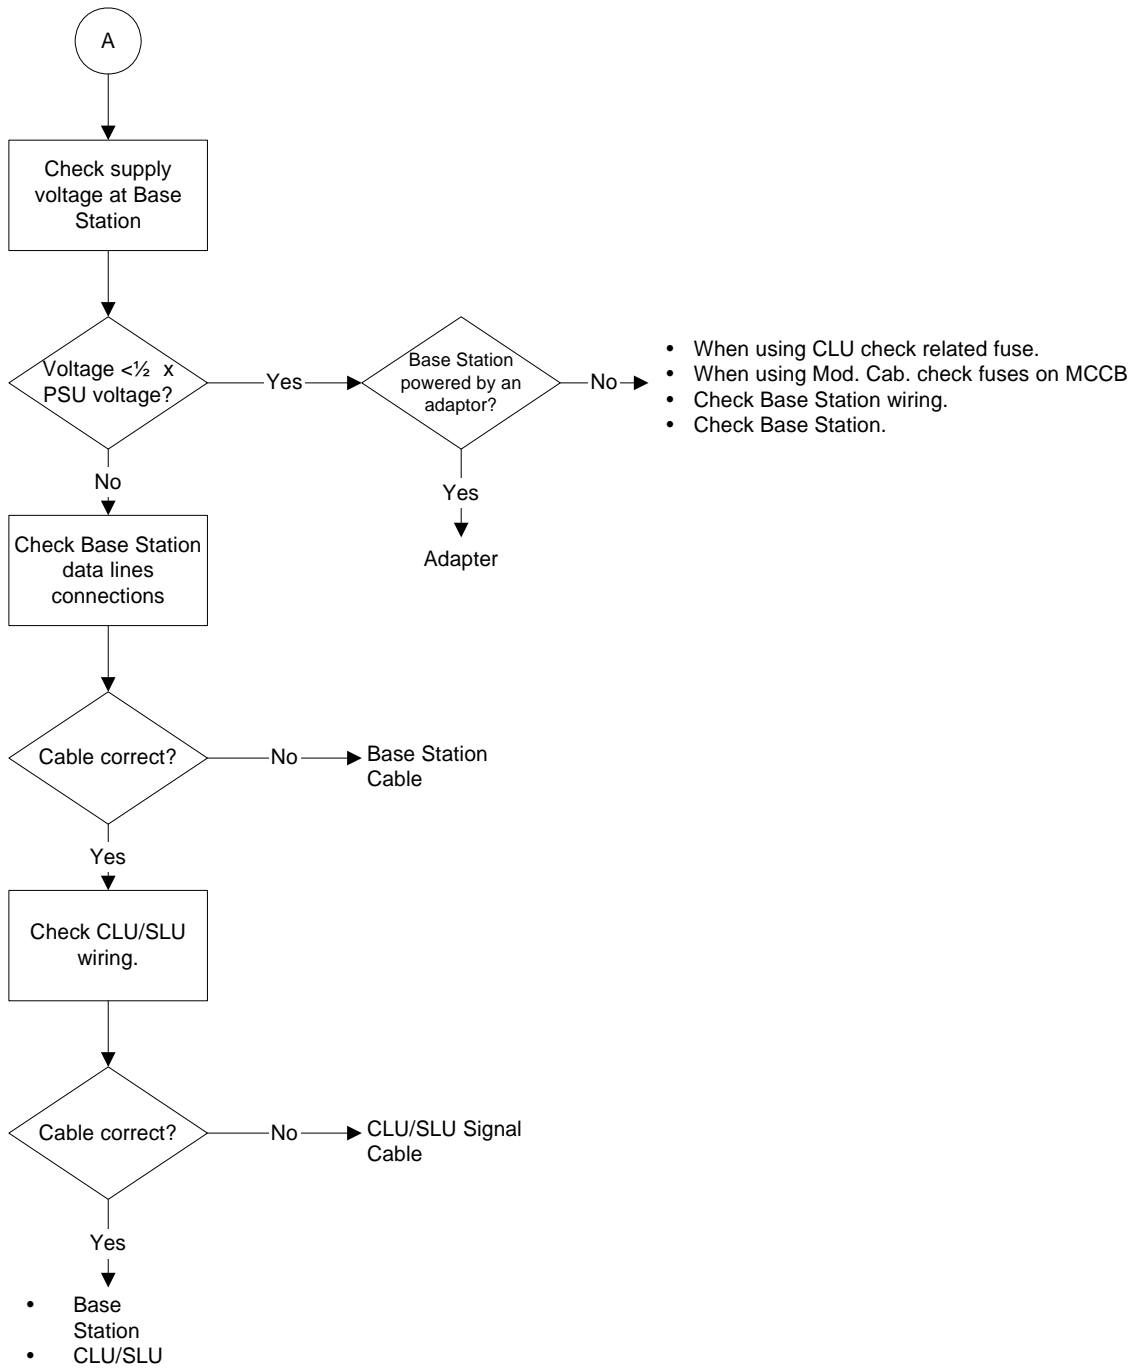 A
Check supply
voltage at Base
Station
Voltage <½ x
PSU voltage?
Yes
Base Station
powered by an
adaptor?
No
• When using CLU check related fuse.
• When using Mod. Cab. check fuses on MCCB
• Check Base Station wiring.
• Check Base Station.
No
Yes
Adapter
Check Base Station
data lines
connections
Cable correct?
No
Base Station
Cable
Yes
Check CLU/SLU
wiring.
Cable correct?
No
CLU/SLU Signal
Cable
Yes
• Base
Station
• CLU/SLU